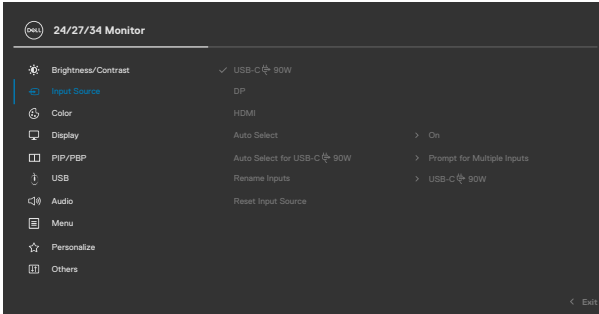 DELL 24/27/34 Monitor
Brightness/Contrast USB-C 90W
Input Source DP
Color HDMI
Display Auto Select On
PIP/PBP Auto Select for USB-C 90W Prompt for Multiple Inputs
USB Rename Inputs USB-C 90W
Audio Reset Input Source
Menu
Personalize
Others
Exit